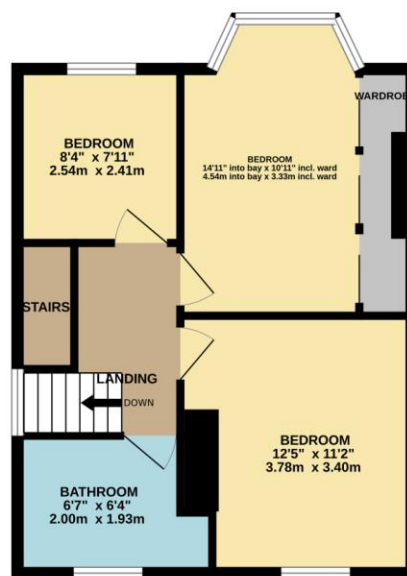 BEDROOM
8'4" x 7'11"
2.54m x 2.41m
WARDROBE
BEDROOM
14'11" into bay x 10'11" incl. ward
4.54m into bay x 3.33m incl. ward
STAIRS
LANDING
DOWN
BEDROOM
12'5" x 11'2"
3.78m x 3.40m
BATHROOM
6'7" x 6'4"
2.00m x 1.93m